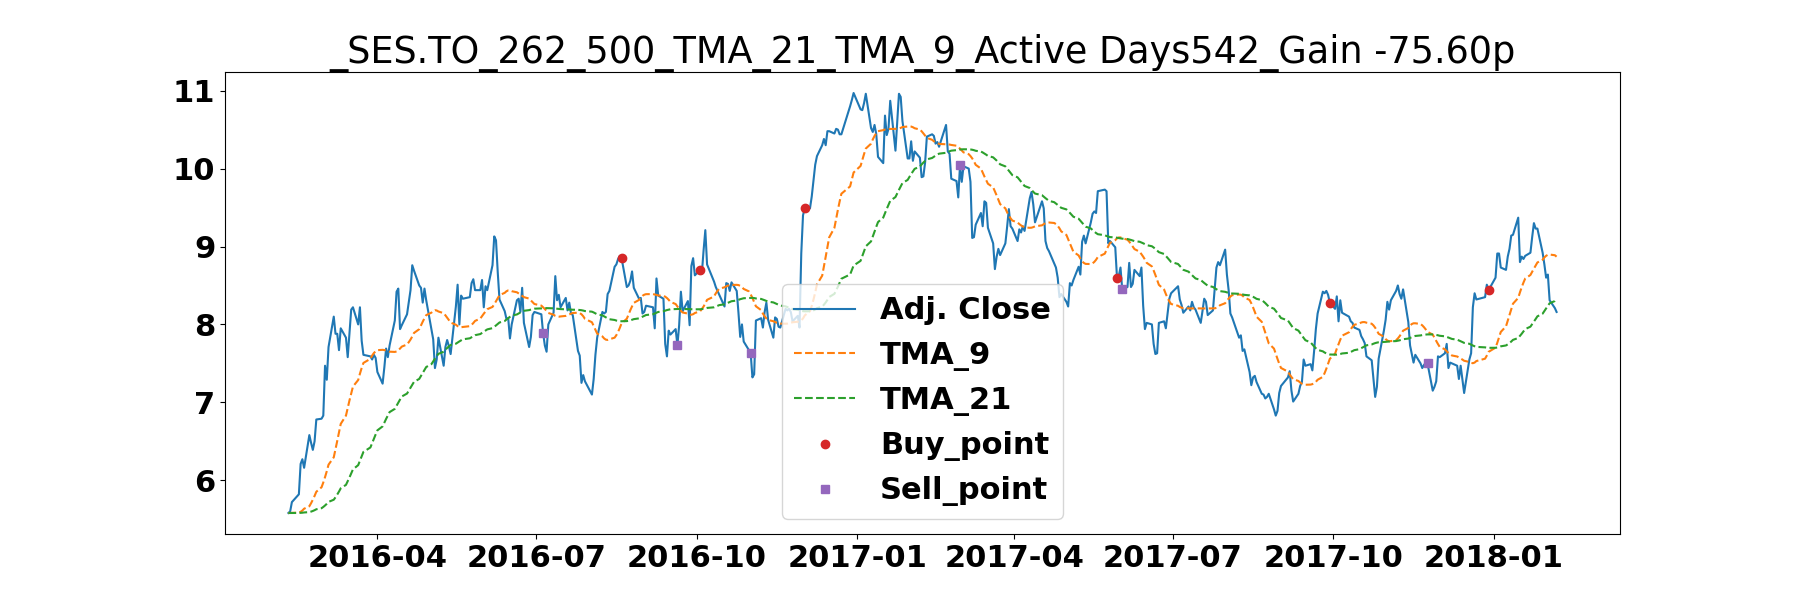 _SES.TO_262_500_TMA_21_TMA_9_Active Days542_Gain -75.60p
11
10
9
8
7
6
Adj. Close
TMA_9
TMA_21
Buy_point
Sell_point
2016-04 2016-07 2016-10 2017-01 2017-04 2017-07 2017-10 2018-01